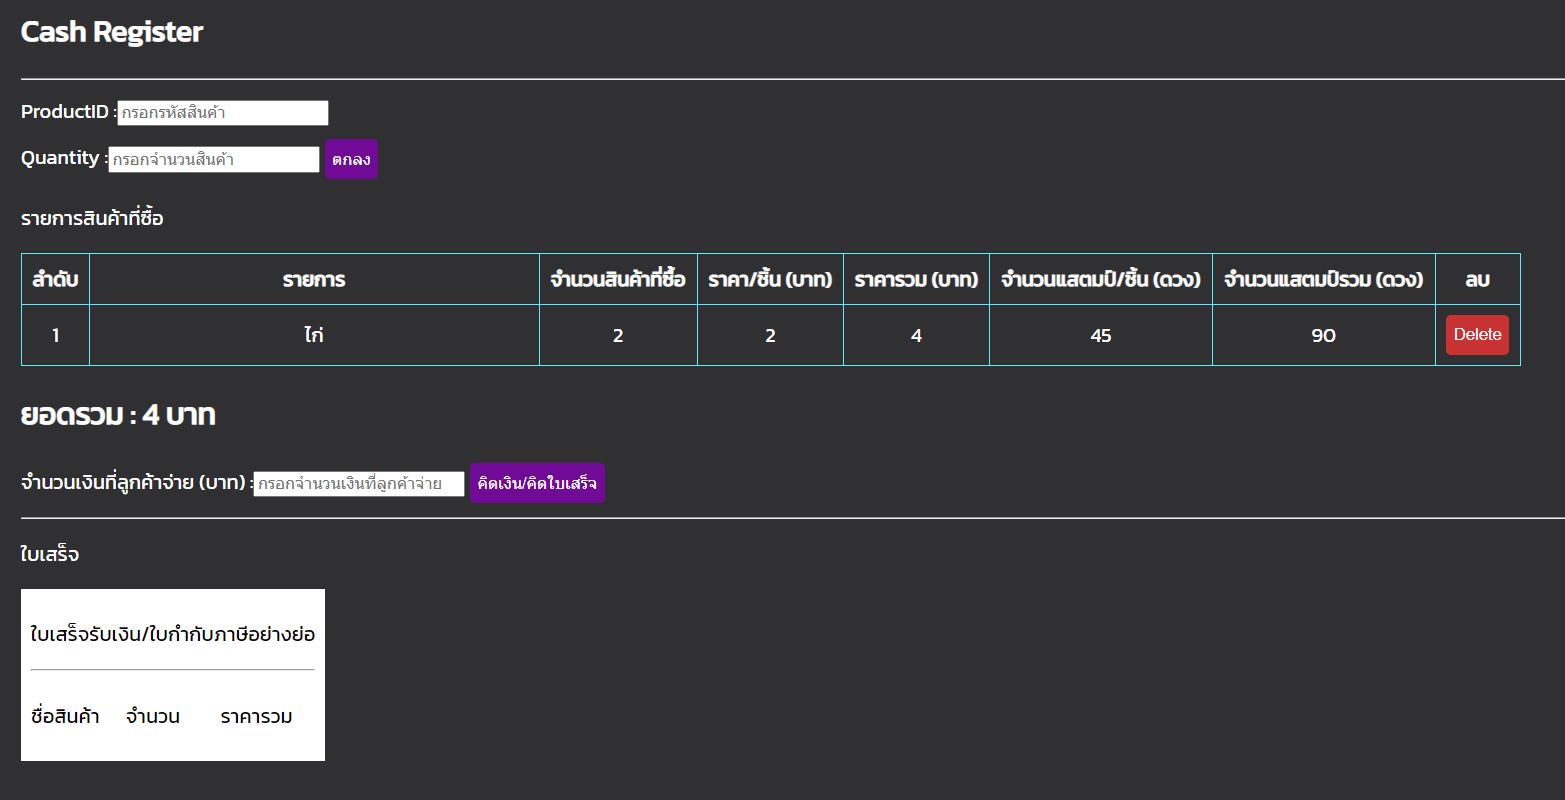 Cash Register
ProductID :กรอกรหัสสินค้า
Quantity :กรอกจำนวนสินค้า ตกลง
รายการสินค้าที่ซื้อ
ลำดับ รายการ จำนวนสินค้าที่ซื้อ ราคา/ชิ้น (บาท) ราคารวม (บาท) จำนวนแสตมป์/ชิ้น (ดวง) จำนวนแสตมป์รวม (ดวง) ลบ
1 ไก่ 2 2 4 45 90 Delete
ยอดรวม : 4 บาท
จำนวนเงินที่ลูกค้าจ่าย (บาท) :กรอกจำนวนเงินที่ลูกค้าจ่าย คิดเงิน/คิดใบเสร็จ
ใบเสร็จ
ใบเสร็จรับเงิน/ใบกำกับภาษีอย่างย่อ
ชื่อสินค้า จำนวน ราคารวม